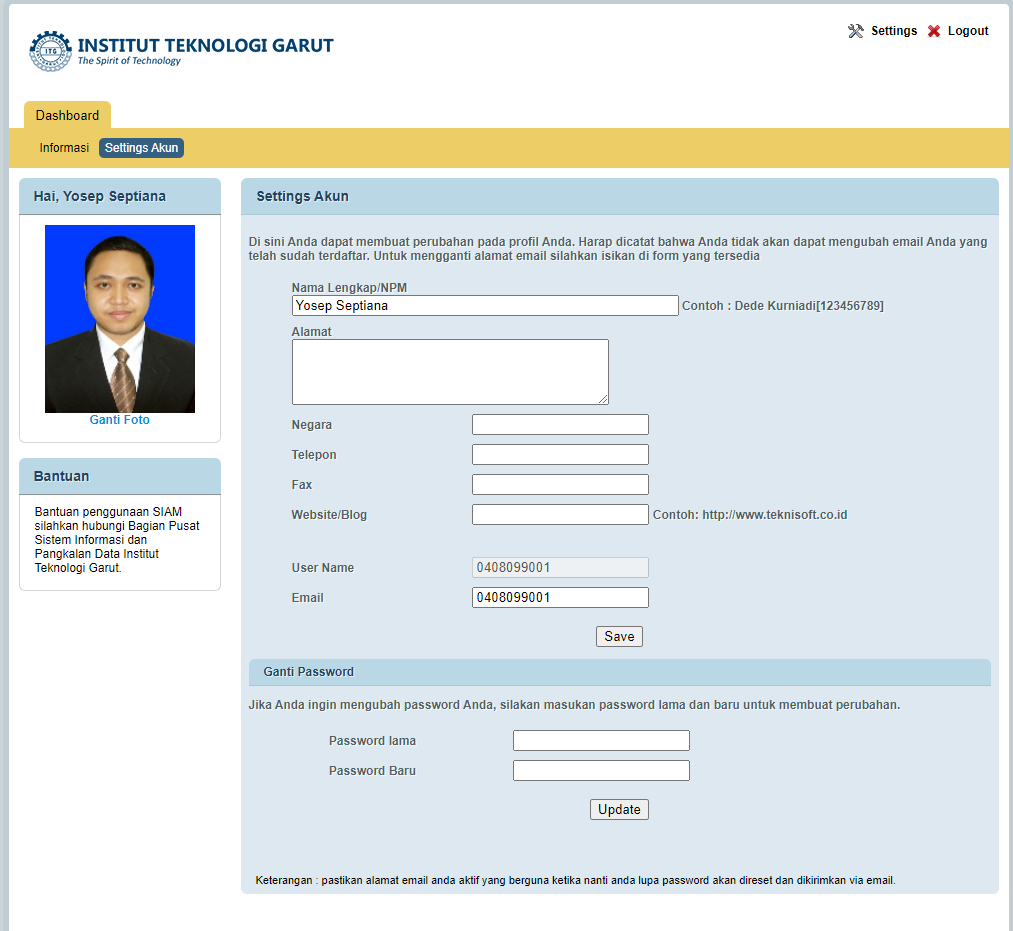 ITG
INSTITUT TEKNOLOGI GARUT
The Spirit of Technology
Settings
Logout
Dashboard
Informasi
Settings Akun
Hai, Yosep Septiana
Ganti Foto
Bantuan
Bantuan penggunaan SIAM
silahkan hubungi Bagian Pusat
Sistem Informasi dan
Pangkalan Data Institut
Teknologi Garut.
Settings Akun
Di sini Anda dapat membuat perubahan pada profil Anda. Harap dicatat bahwa Anda tidak akan dapat mengubah email Anda yang
telah sudah terdaftar. Untuk mengganti alamat email silahkan isikan di form yang tersedia
Nama Lengkap/NPM
Yosep Septiana Contoh : Dede Kurniadi[123456789]
Alamat
Negara
Telepon
Fax
Website/Blog Contoh: http://www.teknisoft.co.id
User Name 0408099001
Email 0408099001
Save
Ganti Password
Jika Anda ingin mengubah password Anda, silakan masukan password lama dan baru untuk membuat perubahan.
Password lama
Password Baru
Update
Keterangan : pastikan alamat email anda aktif yang berguna ketika nanti anda lupa password akan direset dan dikirimkan via email.